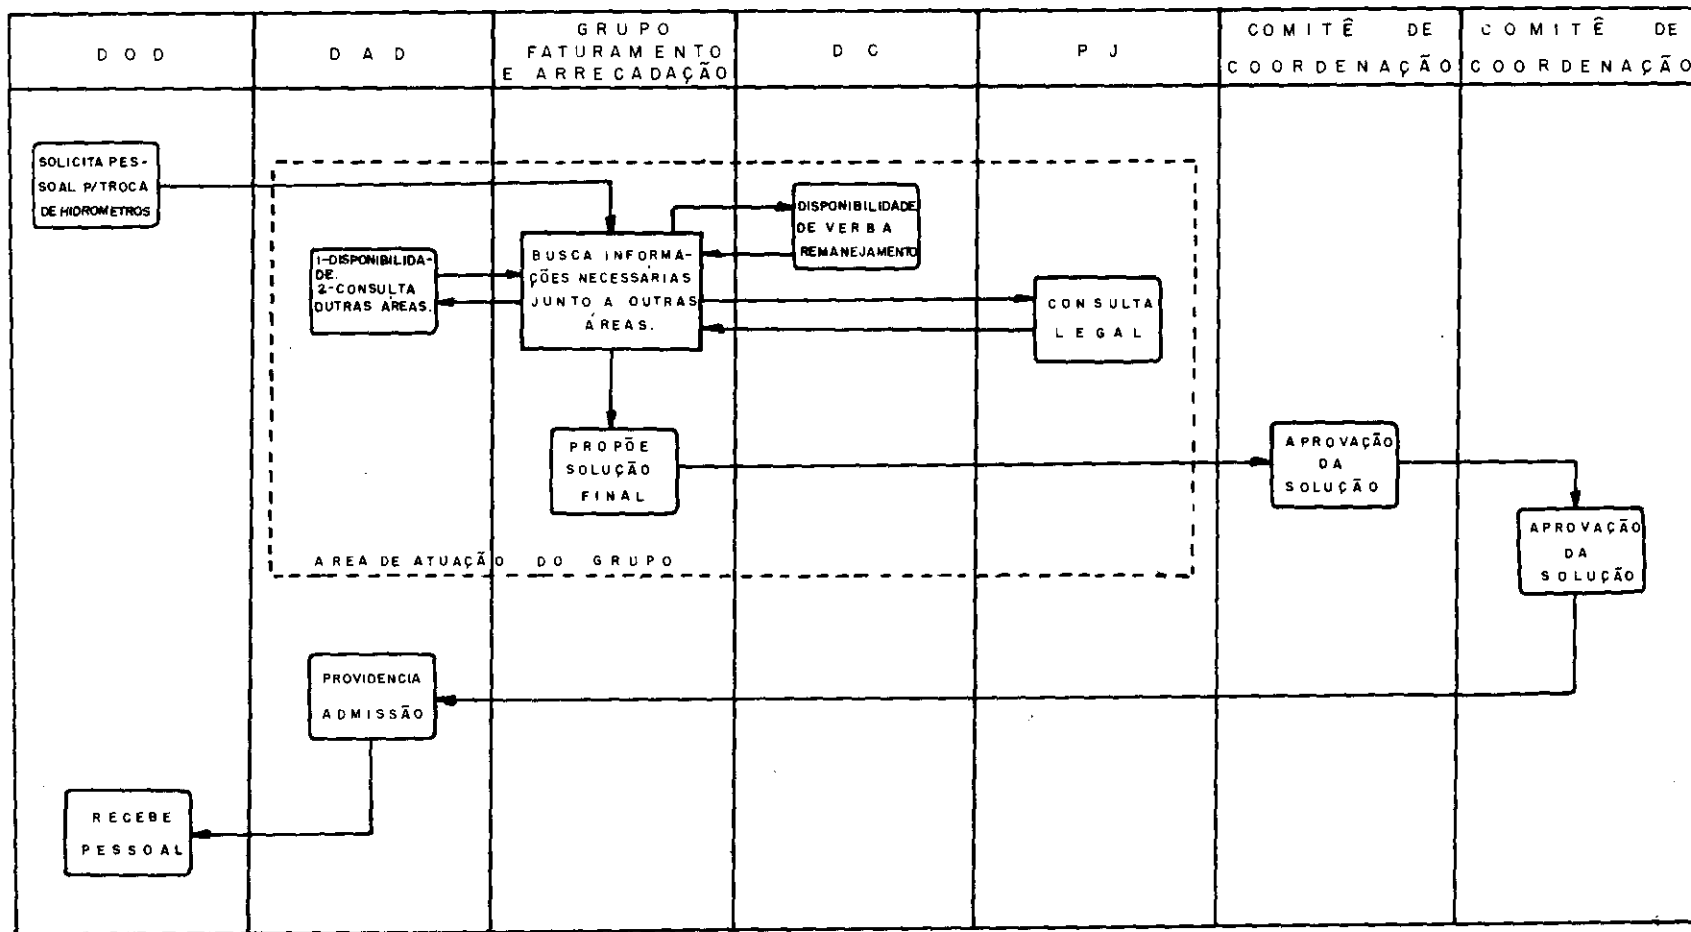 DOD
DAD
GRUPO
FATURAMENTO
E ARRECADAÇÃO
DC
PJ
COMITÊ DE
COORDENAÇÃO
COMITÊ DE
COORDENAÇÃO
SOLICITA PES-
SOAL P/TROCA
DE HIDROMETROS
1-DISPONIBILIDA-
DE.
2-CONSULTA
OUTRAS ÁREAS.
BUSCA INFORMA-
ÇÕES NECESSÁRIAS
JUNTO A OUTRAS
ÁREAS.
DISPONIBILIDADE
DE VERBA
REMANEJAMENTO
CONSULTA
LEGAL
PROPÕE
SOLUÇÃO
FINAL
APROVAÇÃO
DA
SOLUÇÃO
APROVAÇÃO
DA
SOLUÇÃO
AREA DE ATUAÇÃO DO GRUPO
PROVIDENCIA
ADMISSÃO
RECEBE
PESSOAL